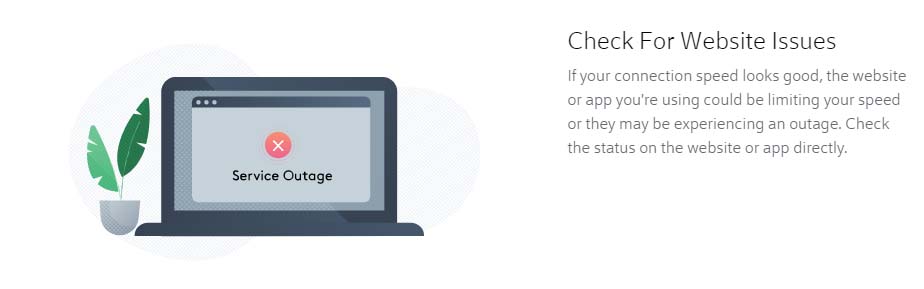 Check For Website Issues
If your connection speed looks good, the website
or app you're using could be limiting your speed
or they may be experiencing an outage. Check
the status on the website or app directly.
Service Outage